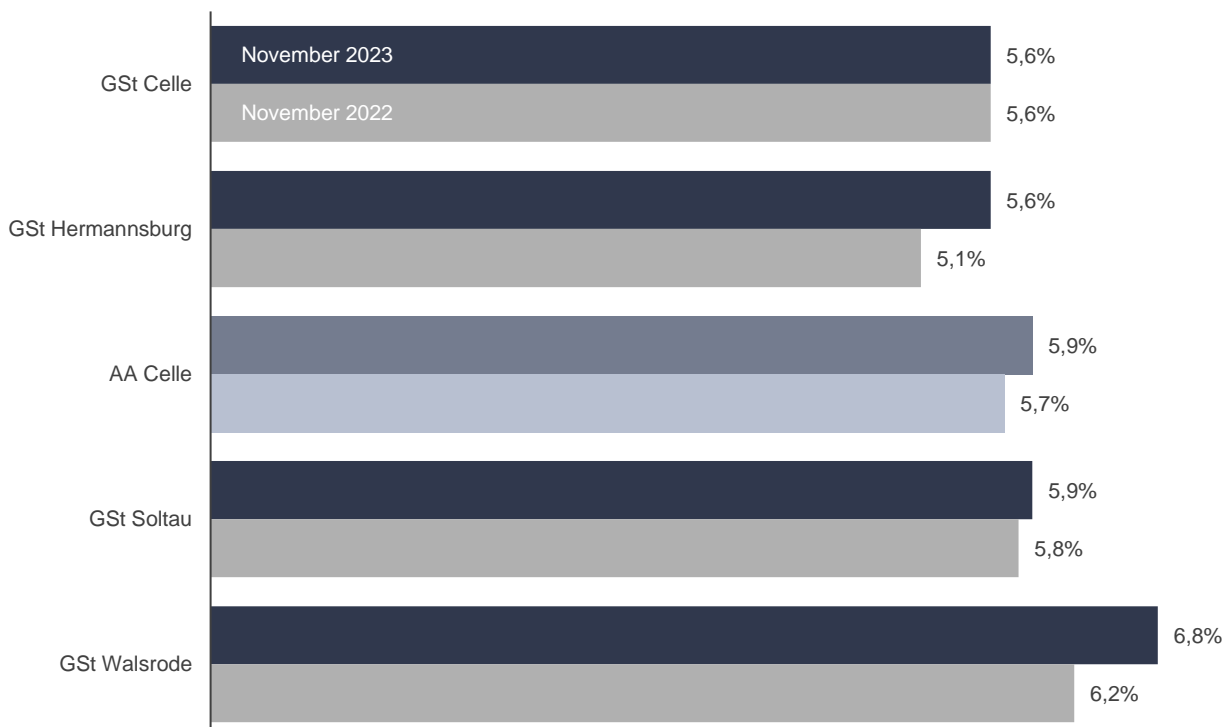 November 2023
5,6%
GSt Celle
November 2022
5,6%
5,6%
GSt Hermannsburg
5,1%
5,9%
AA Celle
5,7%
5,9%
GSt Soltau
5,8%
6,8%
GSt Walsrode
6,2%